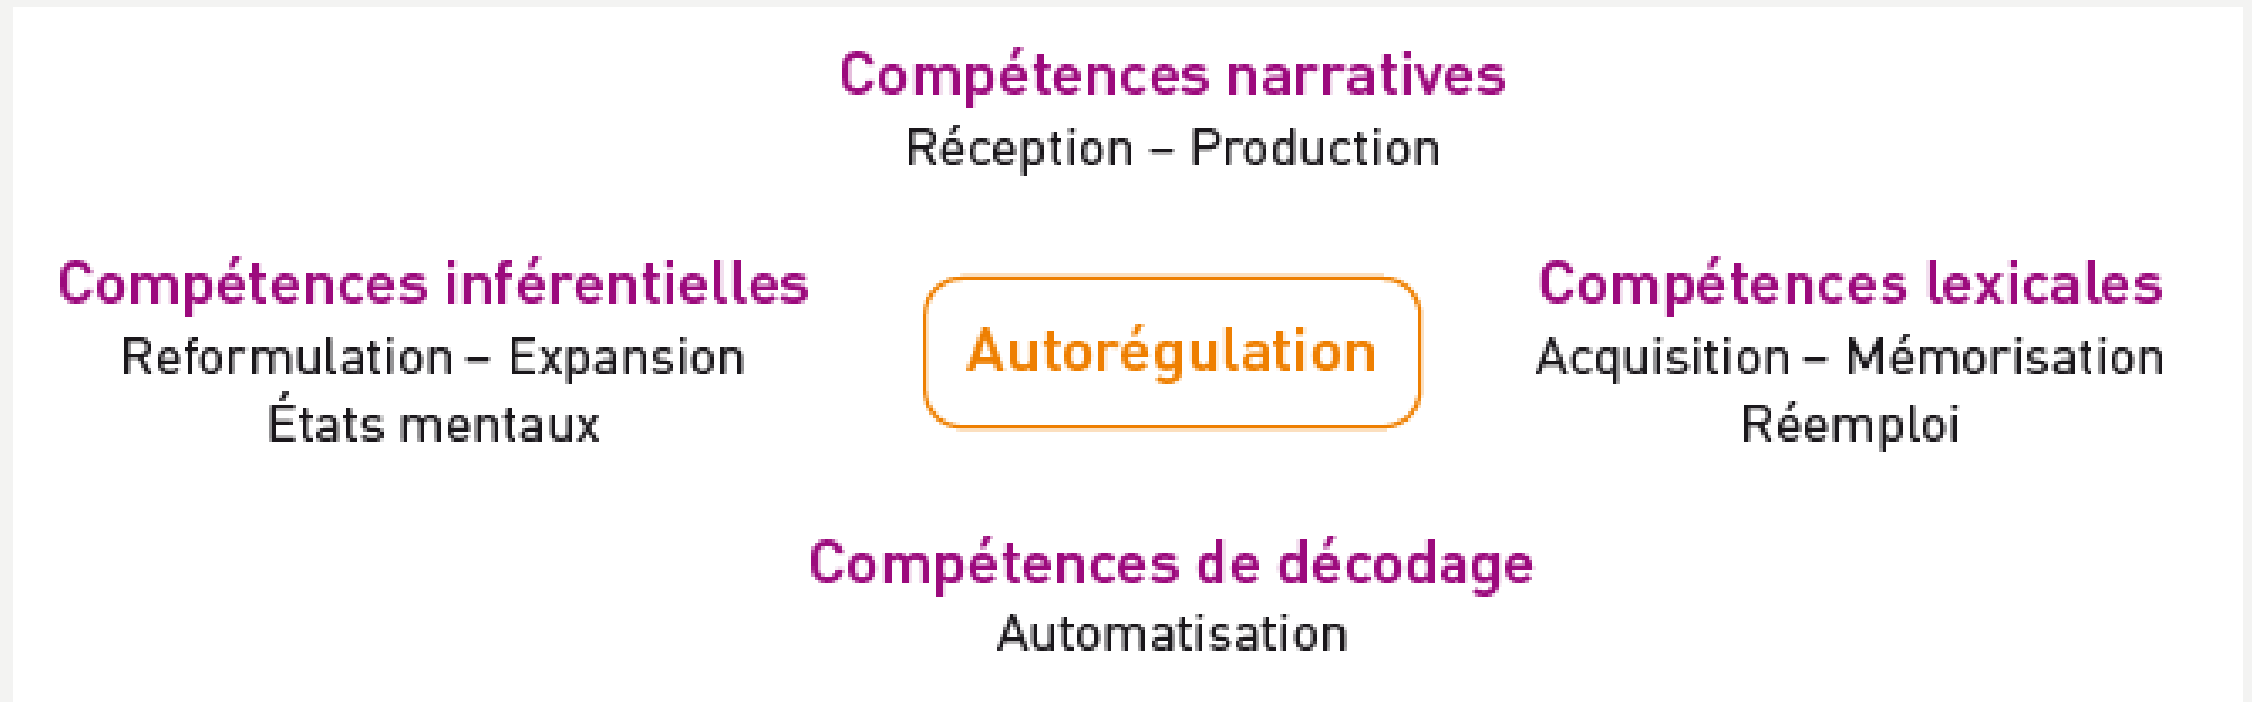 Compétences narratives
Réception – Production
Compétences inférentielles
Reformulation – Expansion
États mentaux
Autorégulation
Compétences lexicales
Acquisition – Mémorisation
Réemploi
Compétences de décodage
Automatisation